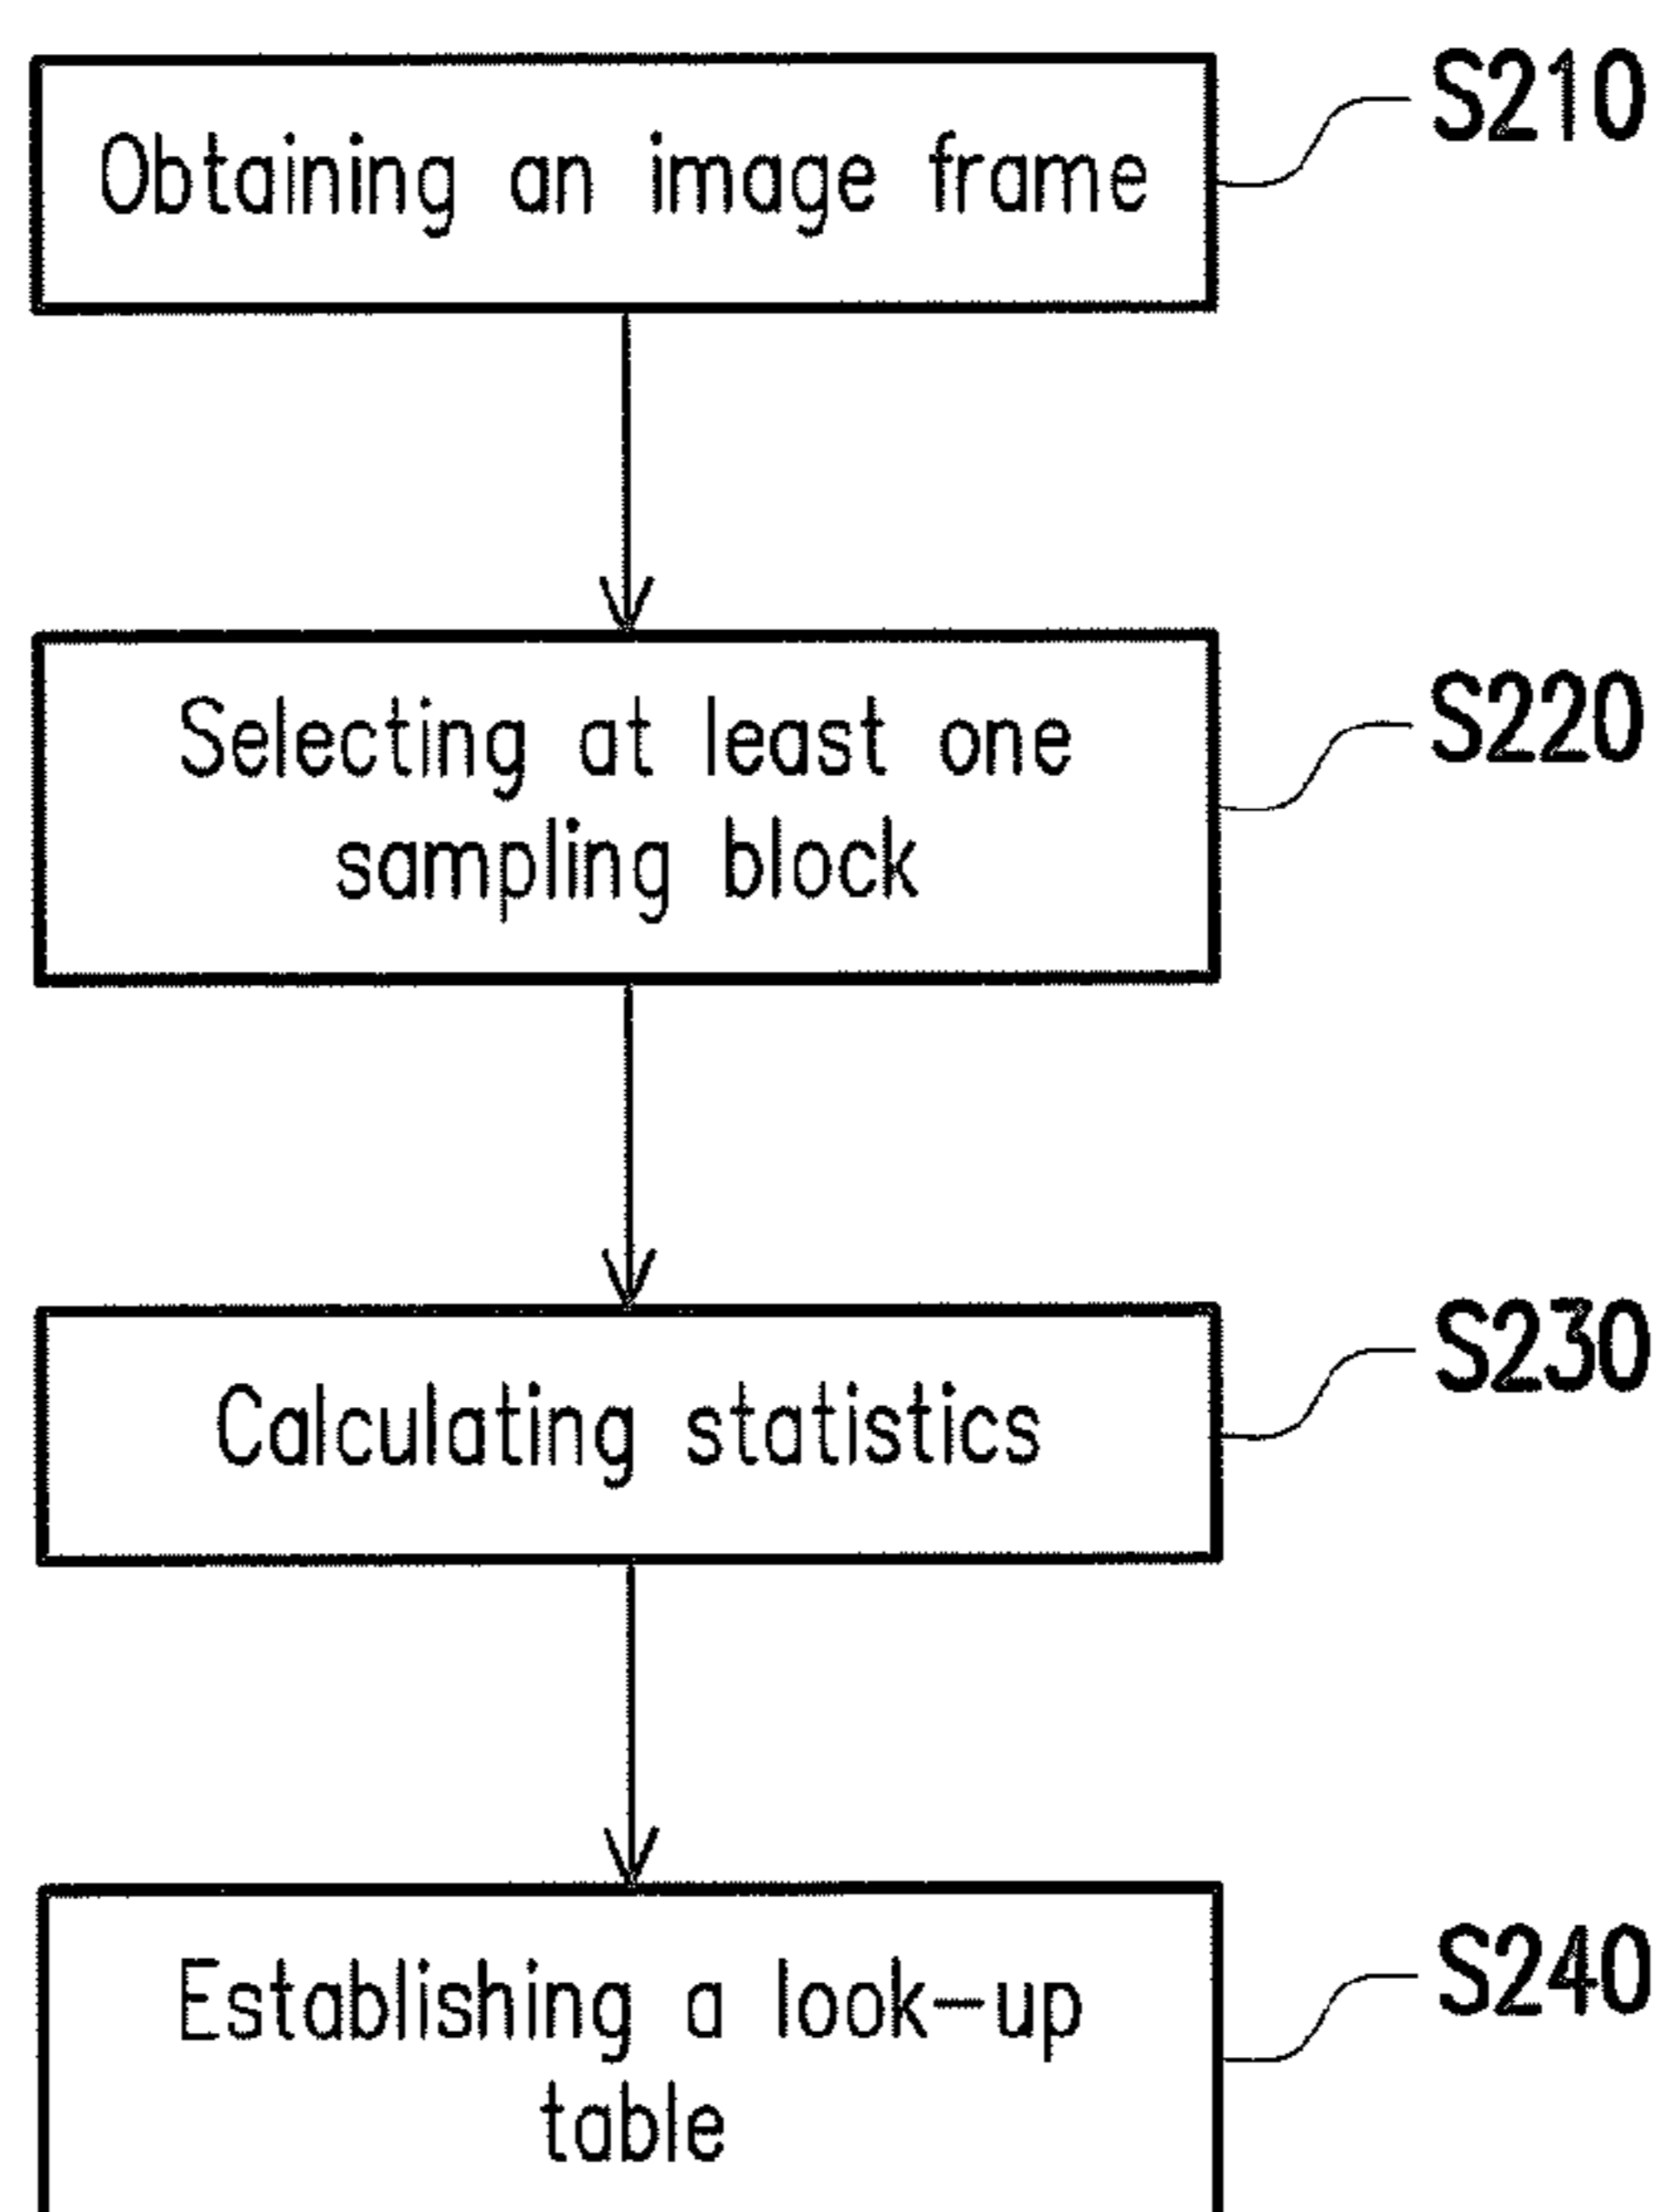 Obtaining an image frame
S210
Selecting at least one
sampling block
S220
Calculating statistics
S230
Establishing a look-up
table
S240